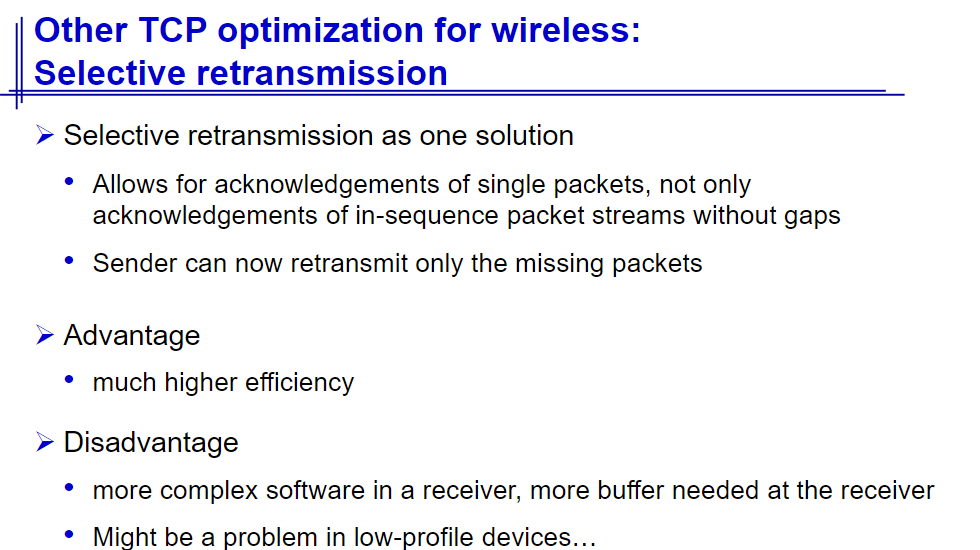 Other TCP optimization for wireless:
Selective retransmission
➢ Selective retransmission as one solution
• Allows for acknowledgements of single packets, not only
acknowledgements of in-sequence packet streams without gaps
• Sender can now retransmit only the missing packets
➢ Advantage
• much higher efficiency
➢ Disadvantage
• more complex software in a receiver, more buffer needed at the receiver
• Might be a problem in low-profile devices…